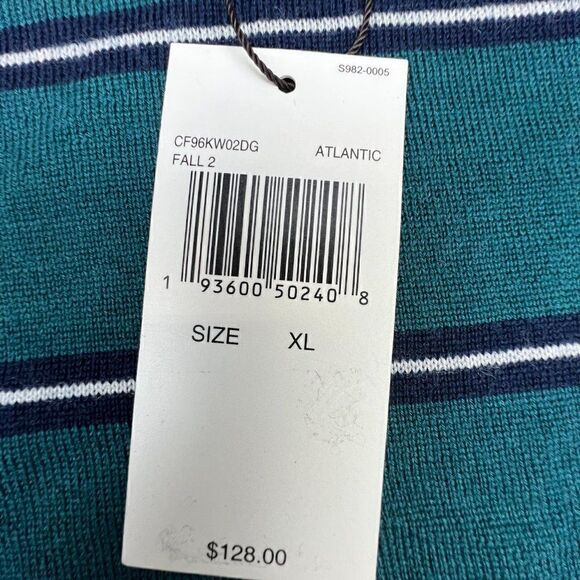 S982-0005
CF96KW02DG ATLANTIC
FALL 2
1 93600 50240 8
SIZE XL
$128.00